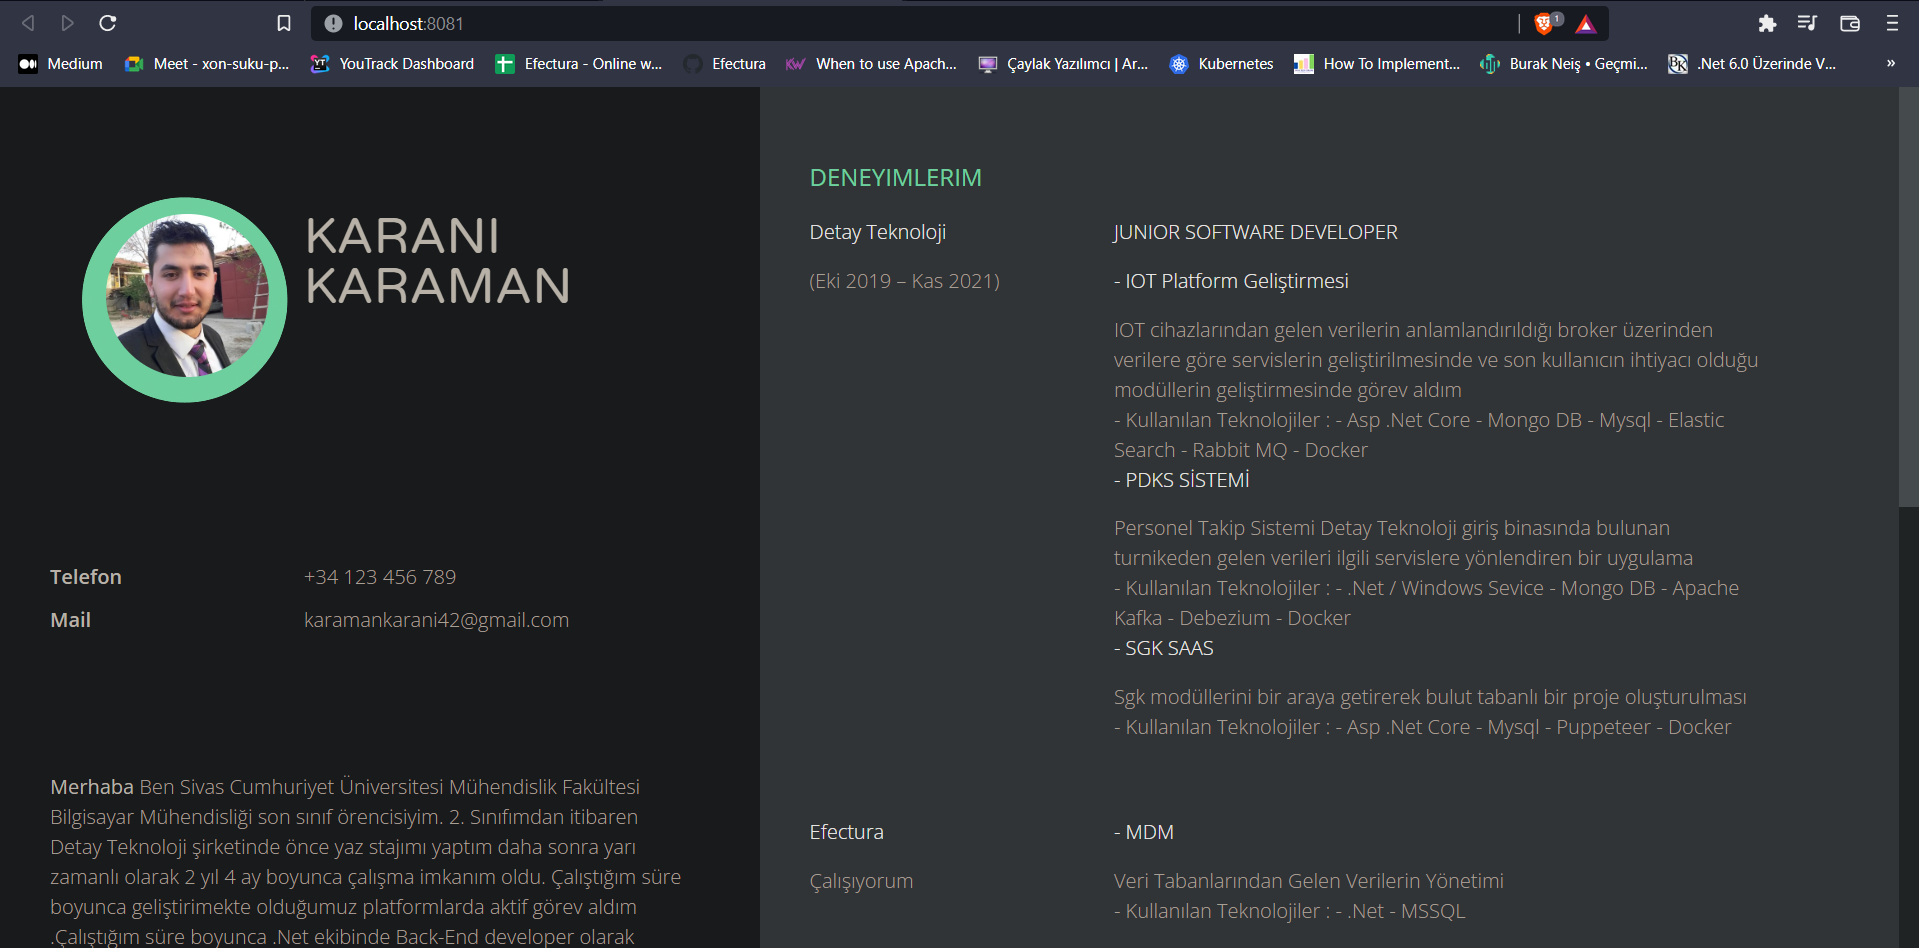 localhost:8081
1
Medium
Meet - xon-suku-p...
YouTrack Dashboard
Efectura - Online w...
Efectura
When to use Apach...
Çaylak Yazılımcı | Ar...
Kubernetes
How To Implement...
Burak Neiş • Geçmi...
.Net 6.0 Üzerinde V...
»
KARANI
KARAMAN
Telefon +34 123 456 789
Mail karamankarani42@gmail.com
Merhaba Ben Sivas Cumhuriyet Üniversitesi Mühendislik Fakültesi
Bilgisayar Mühendisliği son sınıf örencisiyim. 2. Sınıfımdan itibaren
Detay Teknoloji şirketinde önce yaz stajımı yaptım daha sonra yarı
zamanlı olarak 2 yıl 4 ay boyunca çalışma imkanım oldu. Çalıştığım süre
boyunca geliştirimekte olduğumuz platformlarda aktif görev aldım
.Çalıştığım süre boyunca .Net ekibinde Back-End developer olarak
DENEYIMLERIM
Detay Teknoloji
(Eki 2019 – Kas 2021)
JUNIOR SOFTWARE DEVELOPER
- IOT Platform Geliştirmesi
IOT cihazlarından gelen verilerin anlamlandırıldığı broker üzerinden
verilere göre servislerin geliştirilmesinde ve son kullanıcın ihtiyacı olduğu
modüllerin geliştirmesinde görev aldım
- Kullanılan Teknolojiler : - Asp .Net Core - Mongo DB - Mysql - Elastic
Search - Rabbit MQ - Docker
- PDKS SİSTEMİ
Personel Takip Sistemi Detay Teknoloji giriş binasında bulunan
turnikeden gelen verileri ilgili servislere yönlendiren bir uygulama
- Kullanılan Teknolojiler : - .Net / Windows Sevice - Mongo DB - Apache
Kafka - Debezium - Docker
- SGK SAAS
Sgk modüllerini bir araya getirerek bulut tabanlı bir proje oluşturulması
- Kullanılan Teknolojiler : - Asp .Net Core - Mysql - Puppeteer - Docker
Efectura
Çalışıyorum
- MDM
Veri Tabanlarından Gelen Verilerin Yönetimi
- Kullanılan Teknolojiler : - .Net - MSSQL